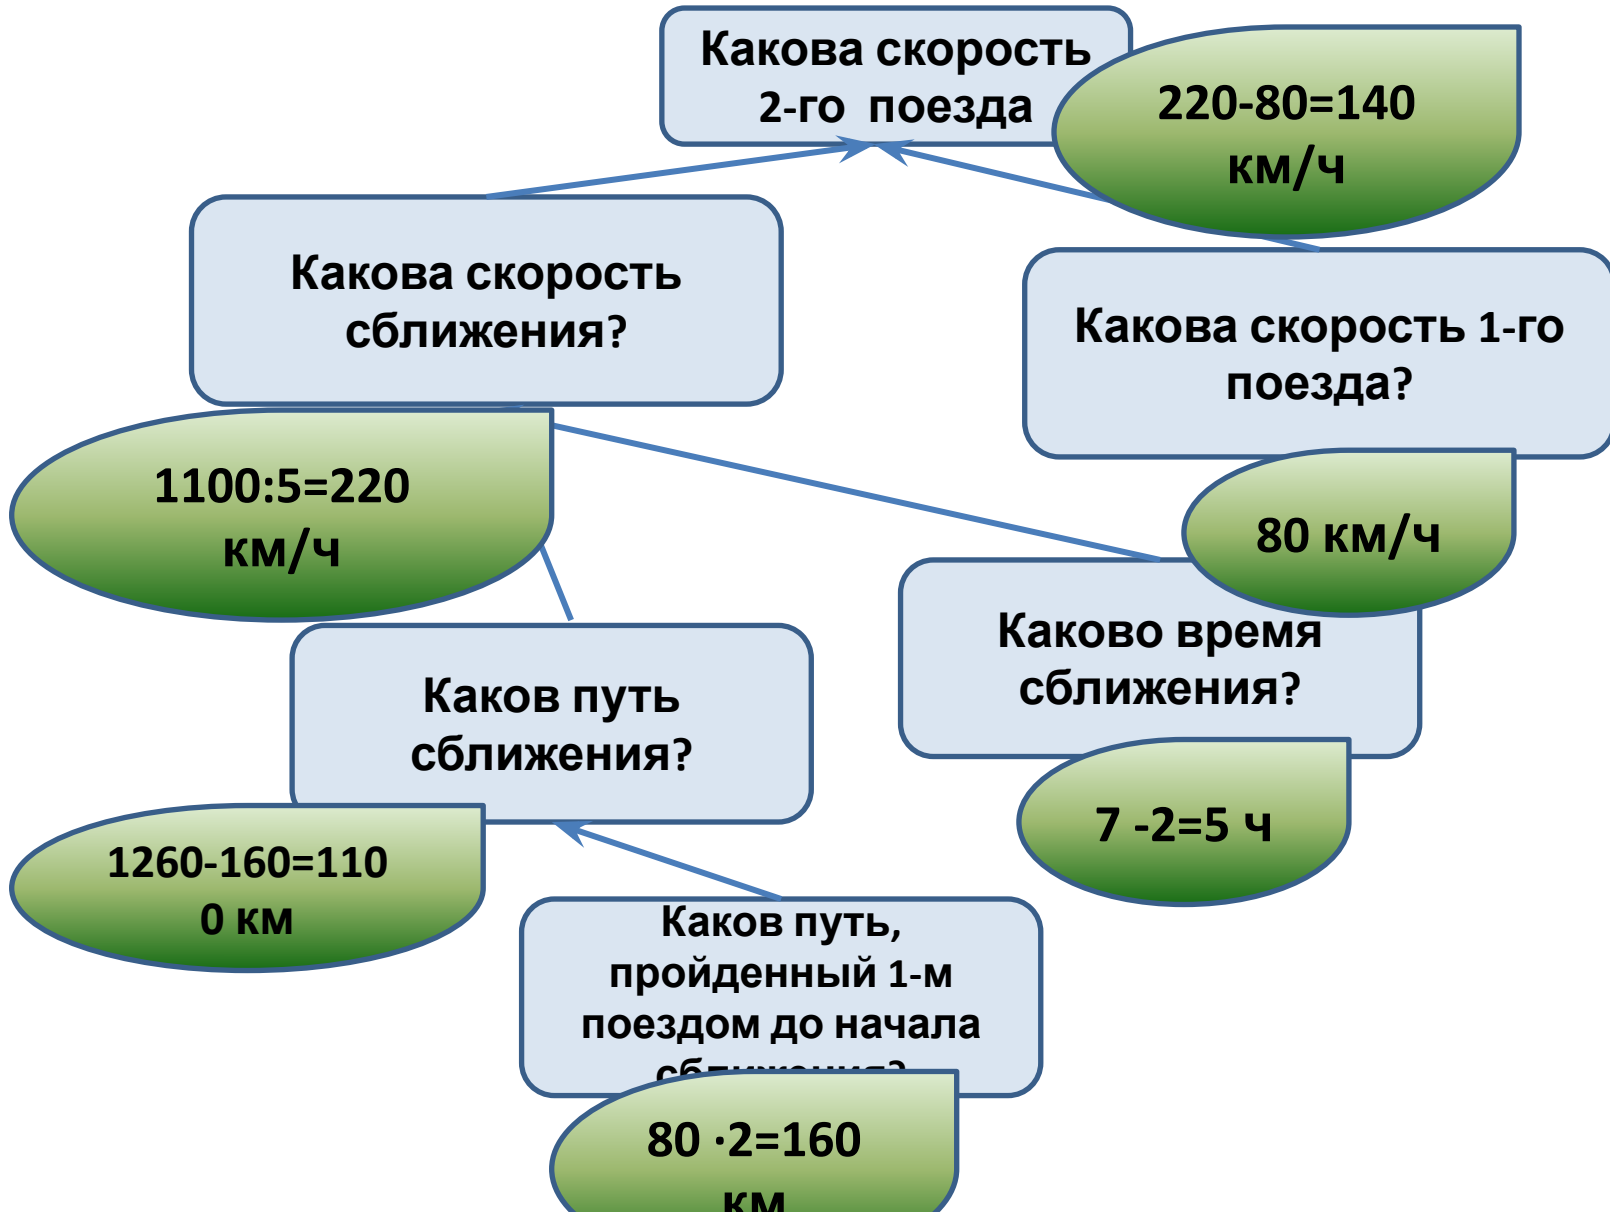 Какова скорость
2-го поезда
220-80=140
км/ч
Какова скорость
сближения?
Какова скорость 1-го
поезда?
1100:5=220
км/ч
80 км/ч
Каково время
сближения?
Каков путь
сближения?
7 -2=5 ч
1260-160=110
0 км
Каков путь,
пройденный 1-м
поездом до начала
сближения?
80 ·2=160
км